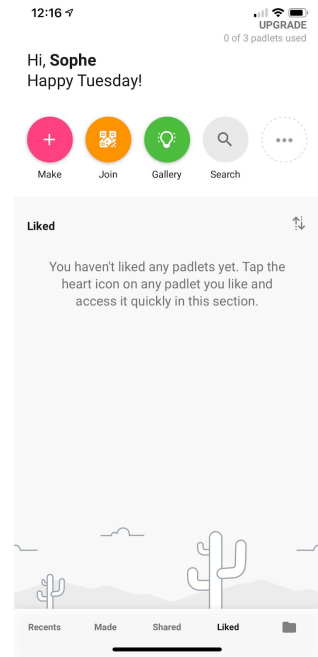 12:16
UPGRADE
0 of 3 padlets used
Hi, Sophe
Happy Tuesday!
Make Join Gallery Search
Liked
You haven't liked any padlets yet. Tap the
heart icon on any padlet you like and
access it quickly in this section.
Recents Made Shared Liked